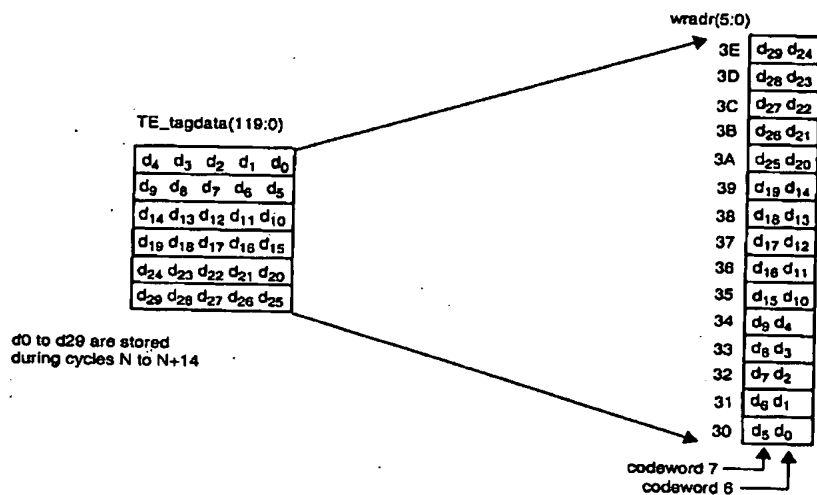 wradr(5:0)
3E d29 d24
3D d28 d23
3C d27 d22
3B d26 d21
3A d25 d20
39 d19 d14
38 d18 d13
37 d17 d12
36 d16 d11
35 d15 d10
34 d9 d4
33 d8 d3
32 d7 d2
31 d6 d1
30 d5 d0
codeword 7
codeword 6
TE_tagdata(119:0)
d4 d3 d2 d1 d0
d9 d8 d7 d6 d5
d14 d13 d12 d11 d10
d19 d18 d17 d16 d15
d24 d23 d22 d21 d20
d29 d28 d27 d26 d25
d0 to d29 are stored
during cycles N to N+14